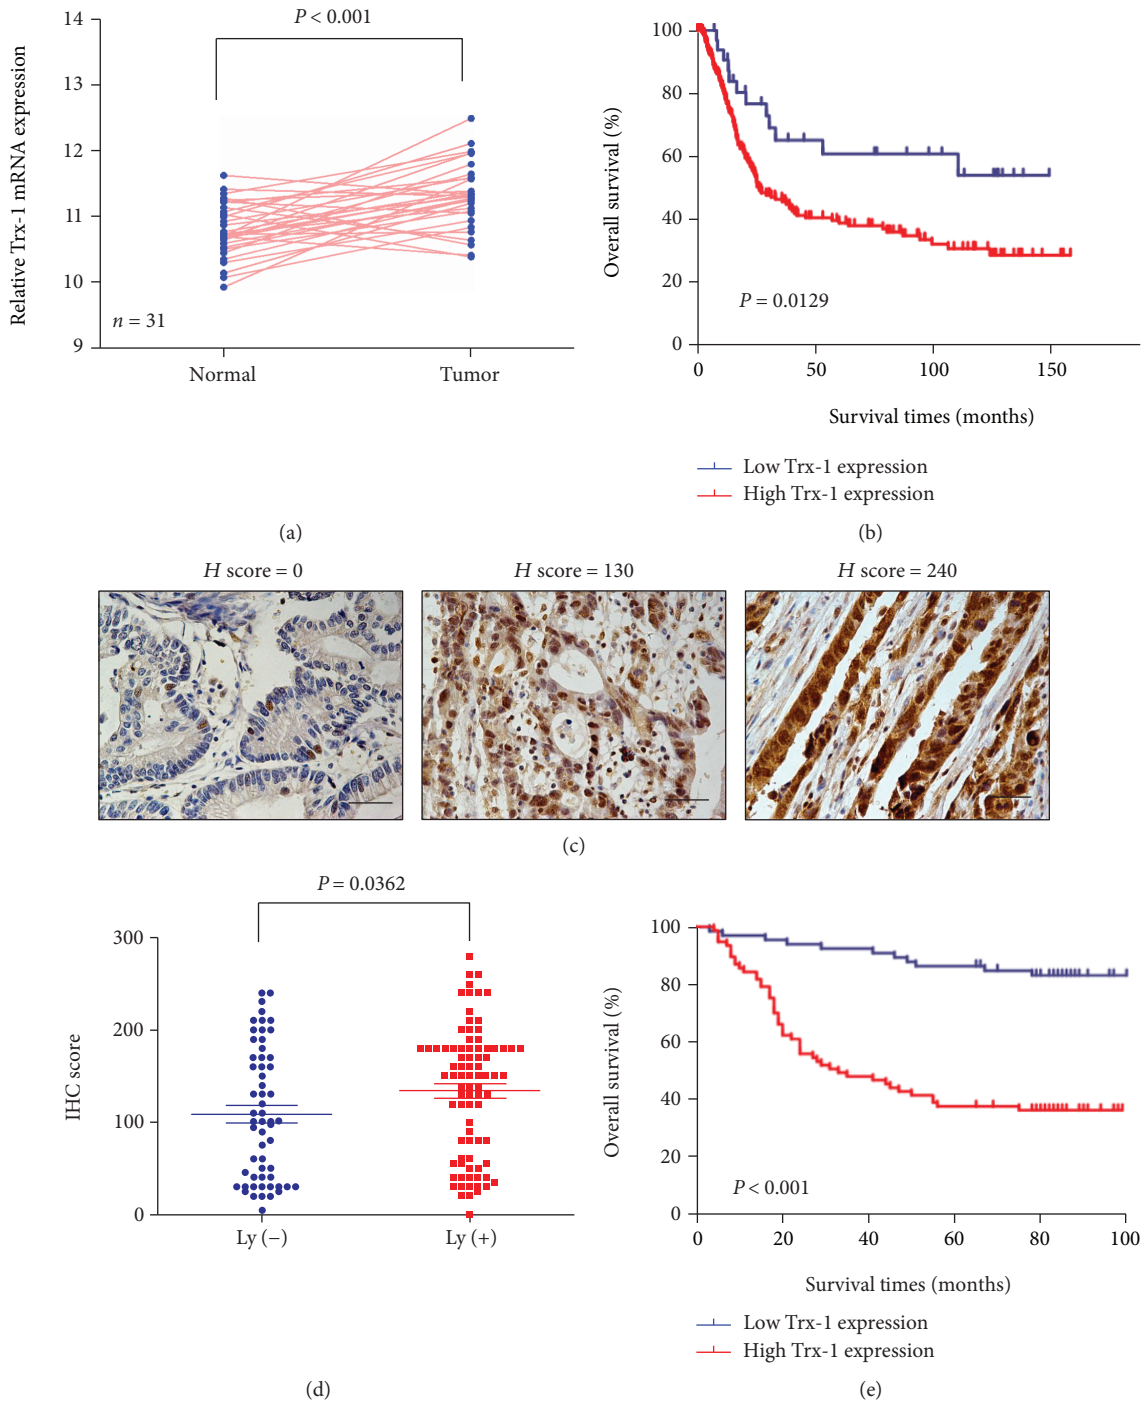 P < 0.001
14
13
12
11
10
9
Relative Trx-1 mRNA expression
n = 31
Normal
Tumor
(a)
100
80
60
40
20
0
Overall survival (%)
P = 0.0129
0
50
100
150
Survival times (months)
Low Trx-1 expression
High Trx-1 expression
(b)
H score = 0
H score = 130
H score = 240
(c)
P = 0.0362
300
200
100
0
IHC score
Ly (−)
Ly (+)
(d)
100
80
60
40
20
0
Overall survival (%)
P < 0.001
0
20
40
60
80
100
Survival times (months)
Low Trx-1 expression
High Trx-1 expression
(e)